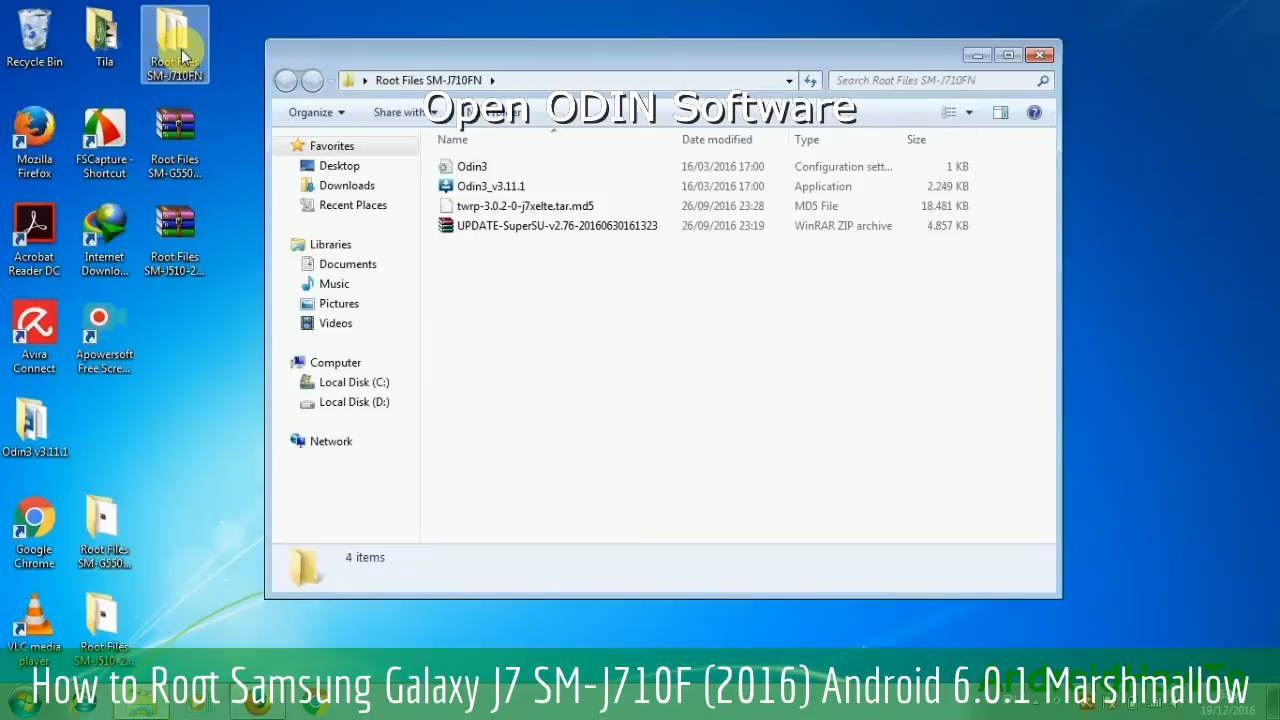 Recycle Bin
Tila
Root Files
SM-J710FN
Mozilla
Firefox
FSCapture -
Shortcut
Root Files
SM-G550...
Acrobat
Reader DC
Internet
Downlo...
Root Files
SM-J510-2...
Avira
Connect
Apowersoft
Free Scre...
Odin3 v3.11.1
Google
Chrome
Root Files
SM-G550...
VLC media
player
Root Files
SM-J510-2...
Root Files SM-J710FN
Search Root Files SM-J710FN
Open ODIN Software
Organize
Share with
Name
Date modified
Type
Size
Odin3 16/03/2016 17:00 Configuration sett... 1 KB
Odin3_v3.11.1 16/03/2016 17:00 Application 2.249 KB
twrp-3.0.2-0-j7xelte.tar.md5 26/09/2016 23:28 MD5 File 18.481 KB
UPDATE-SuperSU-v2.76-20160630161323 26/09/2016 23:19 WinRAR ZIP archive 4.857 KB
Favorites
Desktop
Downloads
Recent Places
Libraries
Documents
Music
Pictures
Videos
Computer
Local Disk (C:)
Local Disk (D:)
Network
4 items
How to Root Samsung Galaxy J7 SM-J710F (2016) Android 6.0.1. Marshmallow
19/12/2016